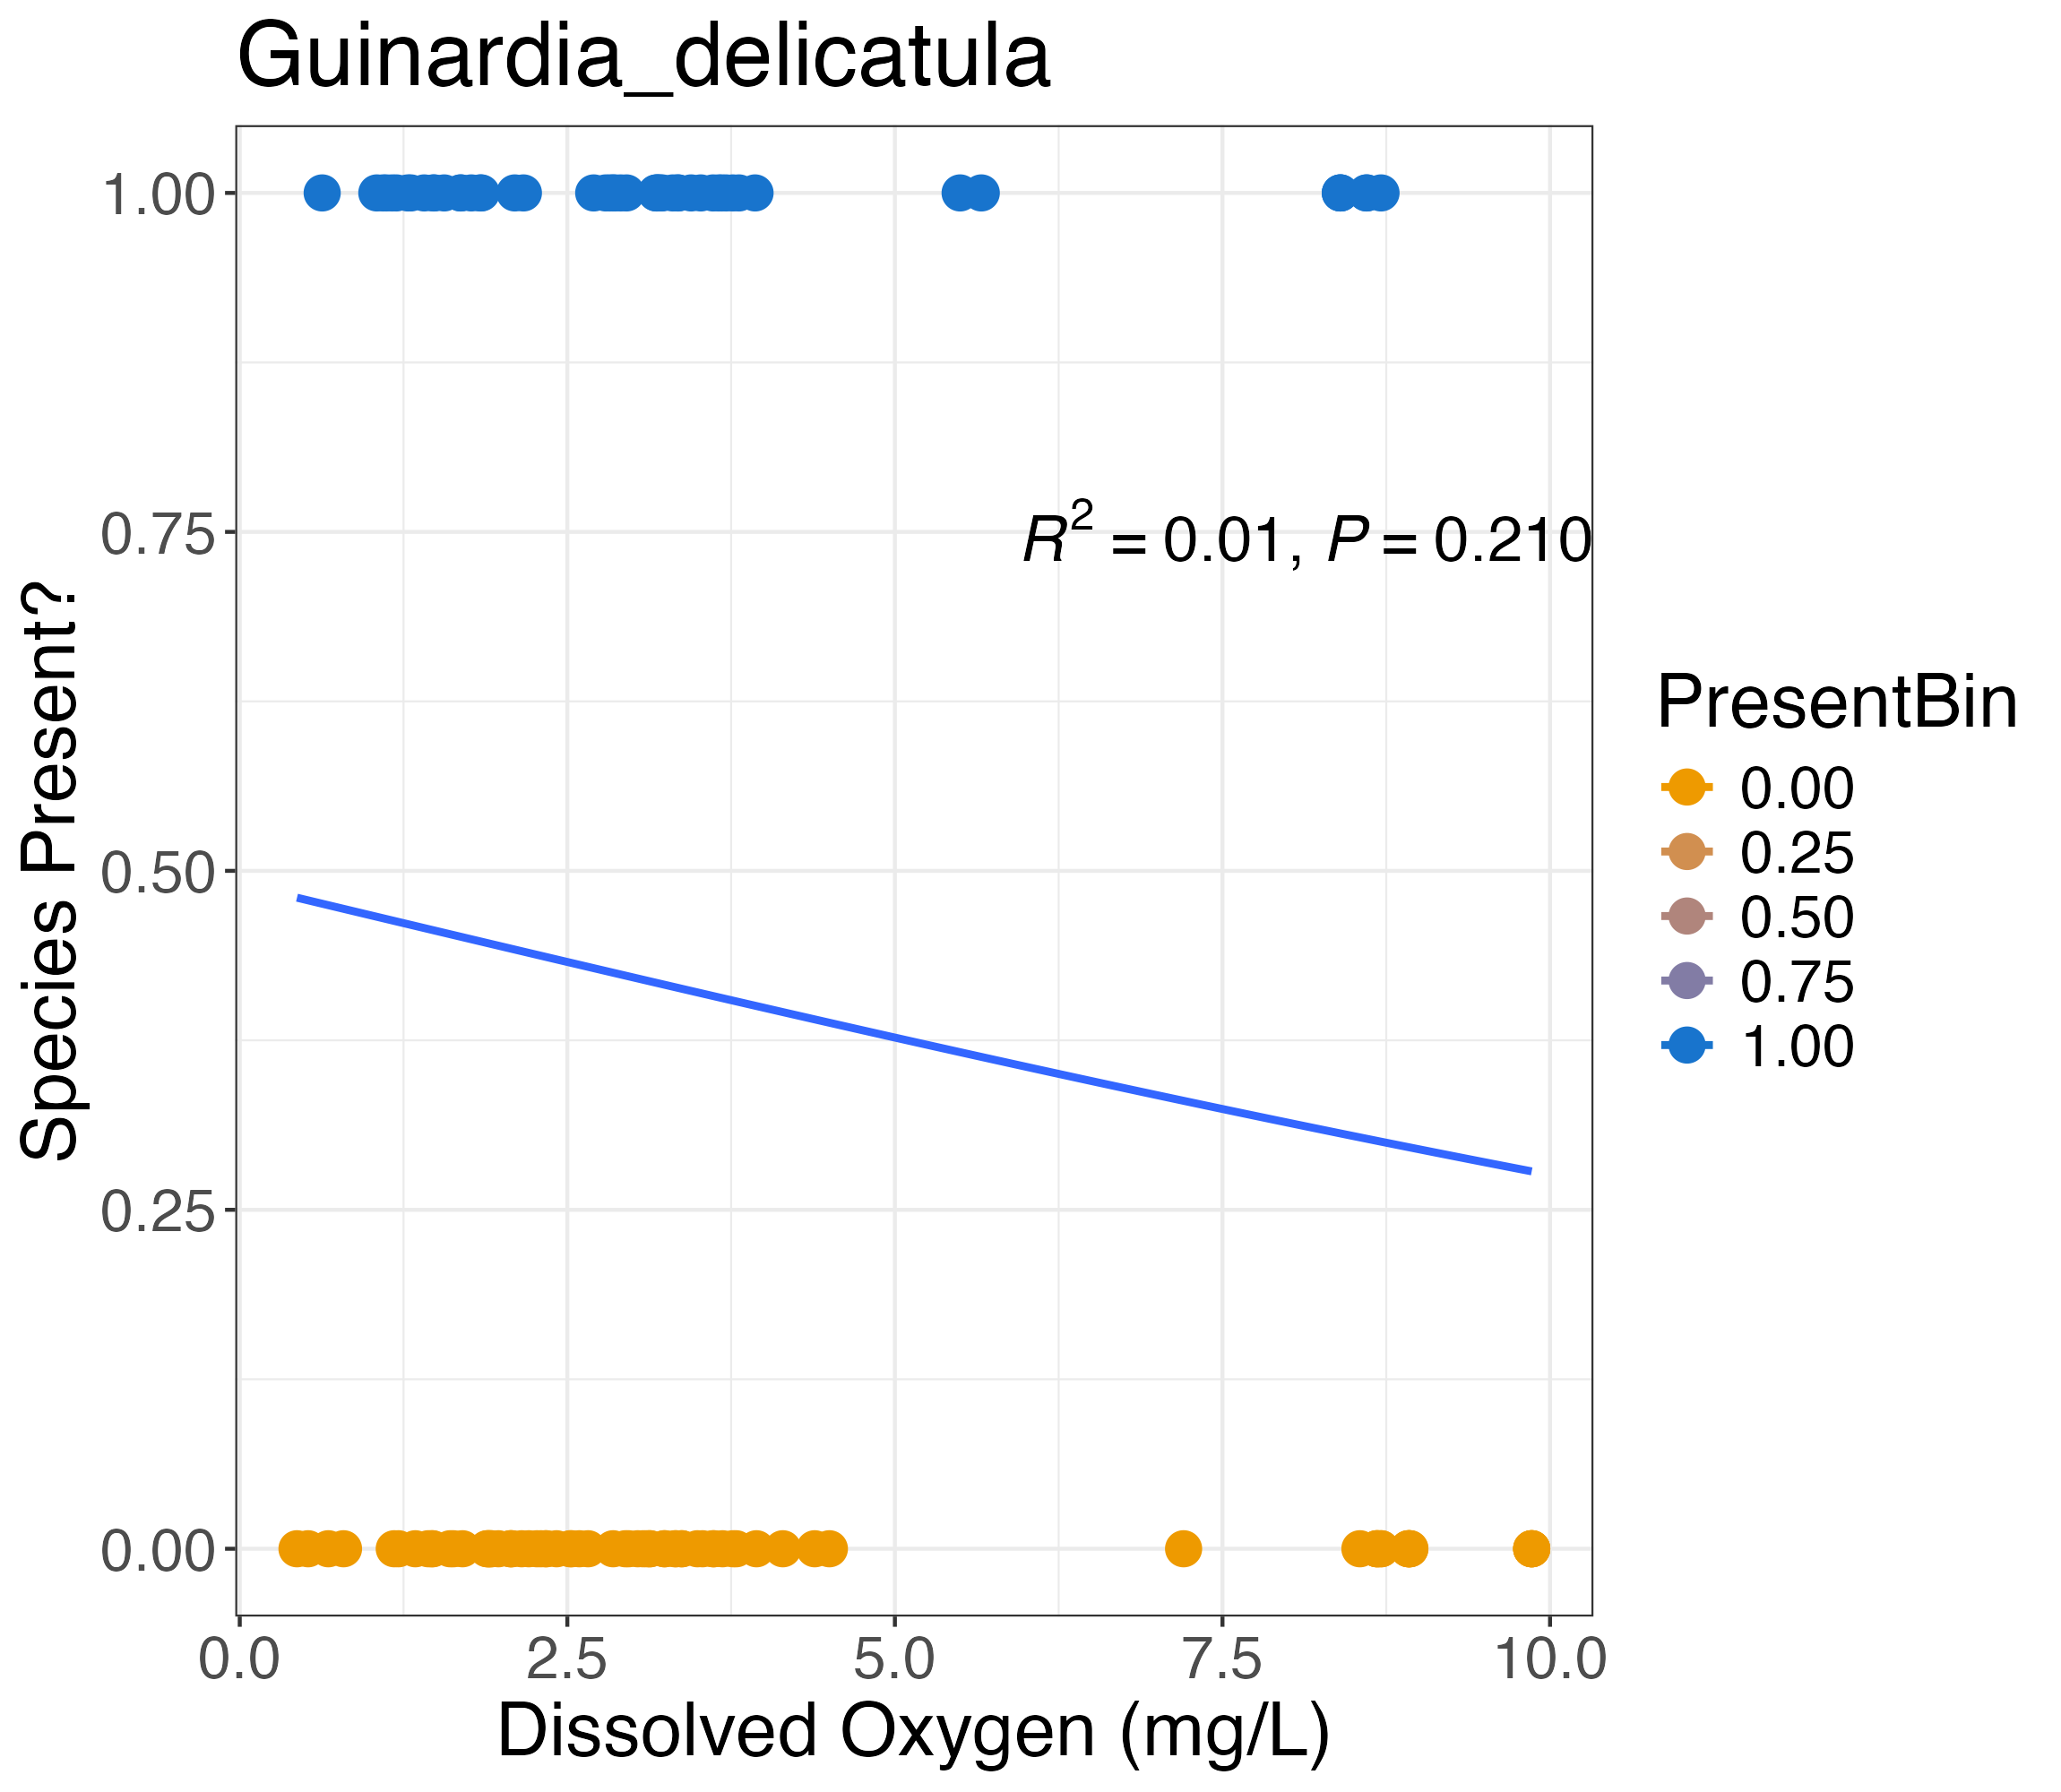 Guinardia_delicatula
1.00
0.75
0.50
0.25
0.00
Species Present?
R² = 0.01, P = 0.210
0.0 2.5 5.0 7.5 10.0
Dissolved Oxygen (mg/L)
PresentBin
0.00
0.25
0.50
0.75
1.00